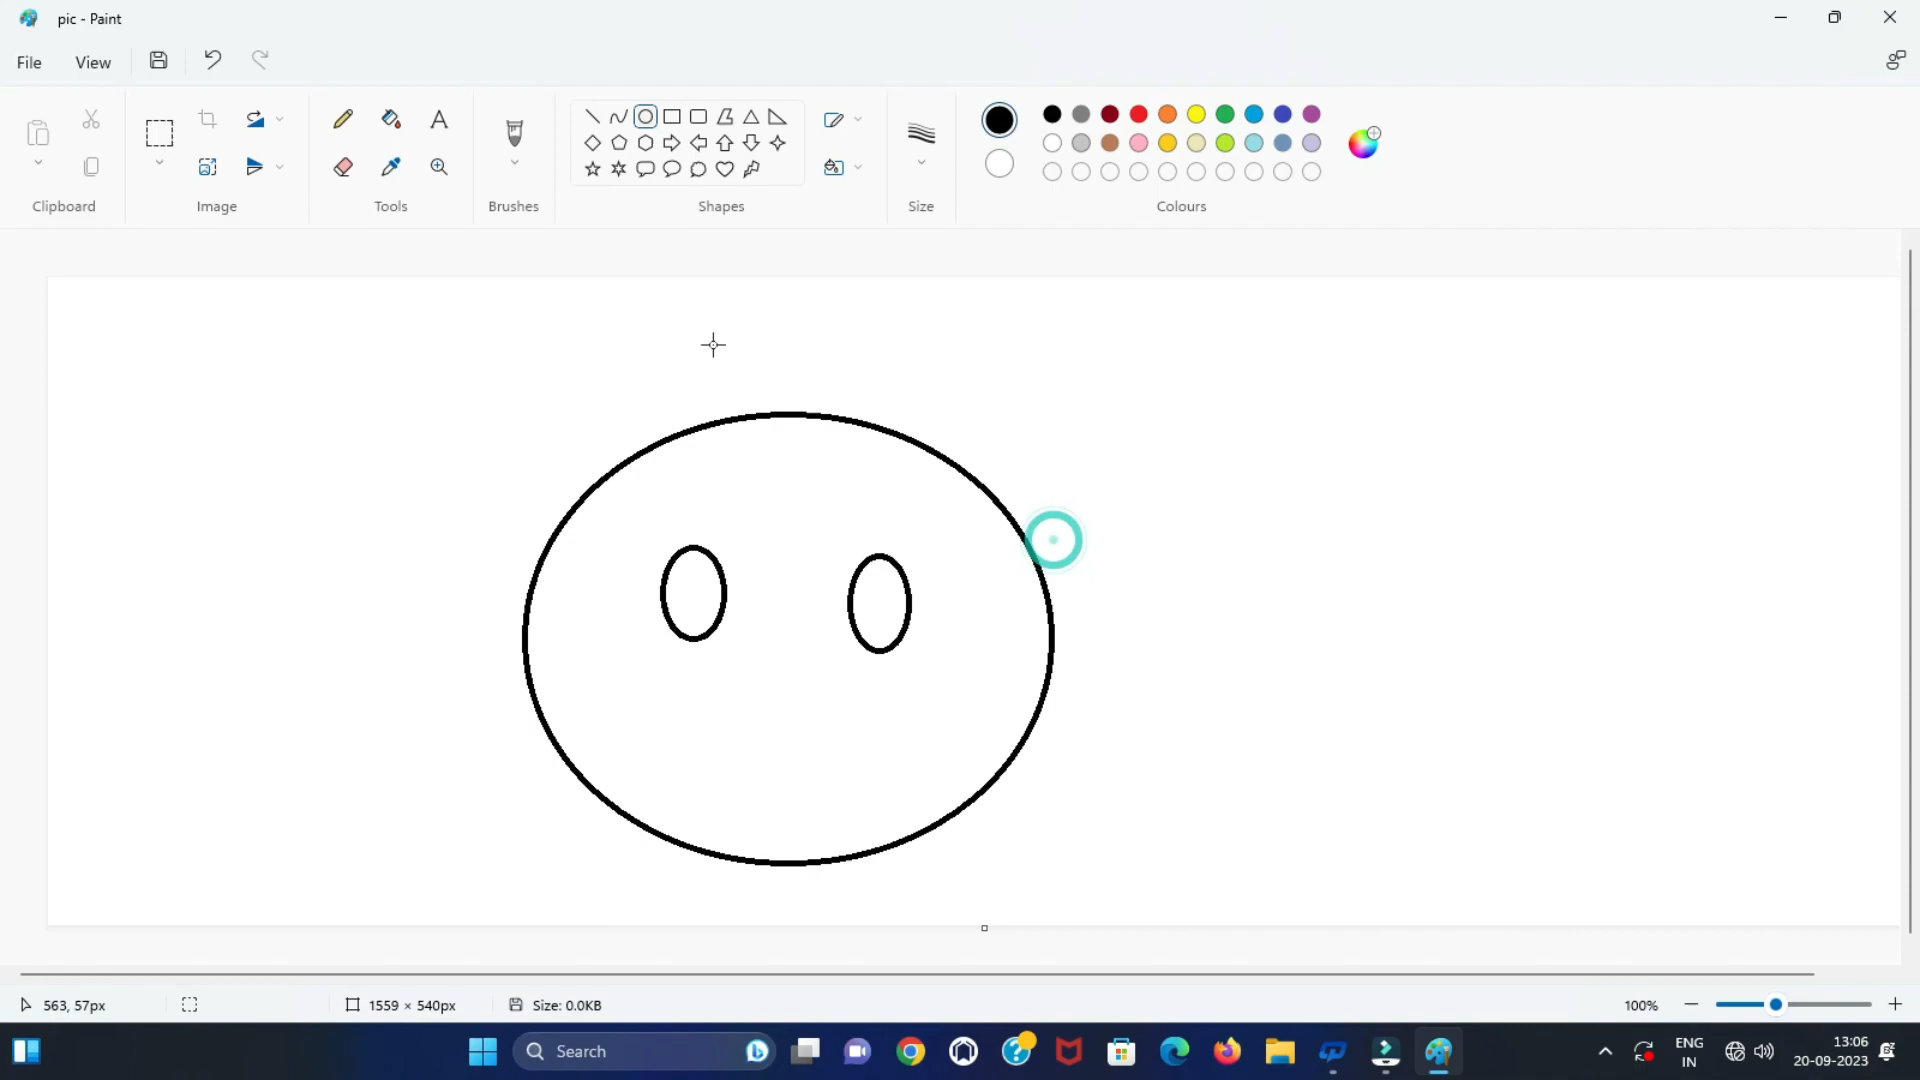 pic - Paint
File View
A
Clipboard Image Tools Brushes Shapes Size Colours
563, 57px 1559 × 540px Size: 0.0KB 100%
Search ENG 13:06
IN 20-09-2023